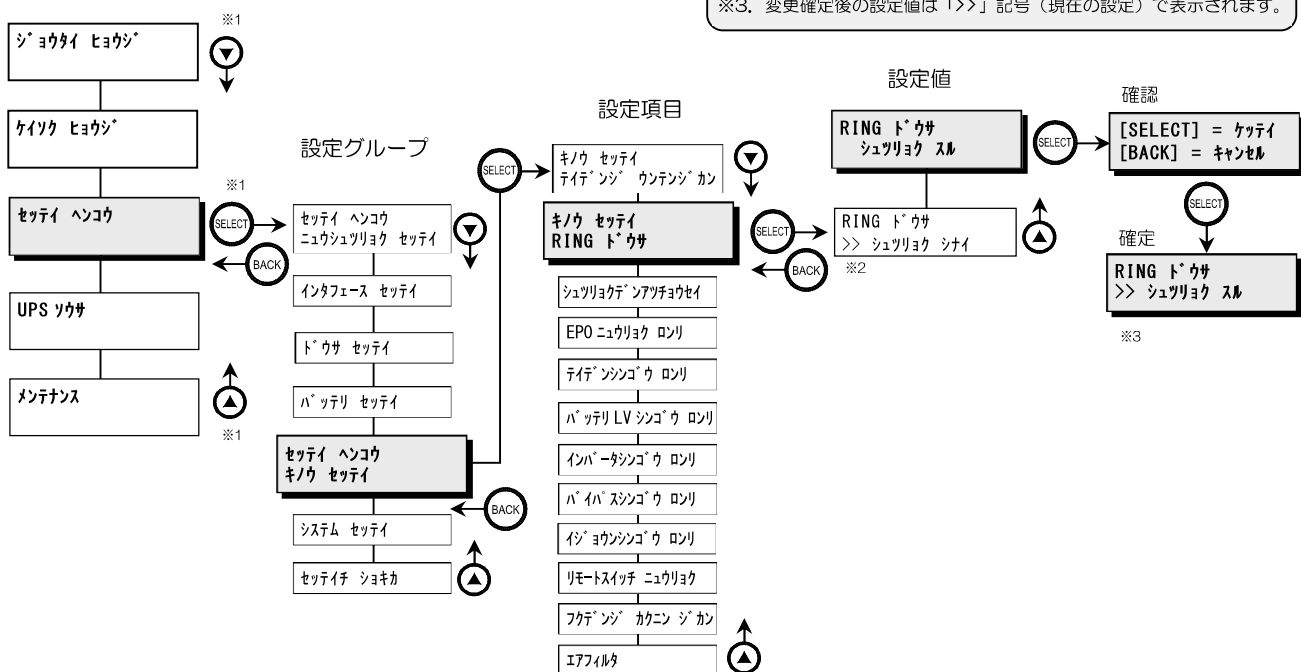 ※3. 変更確定後の設定値は「>>」記号（現在の設定）で表示されます。
※1
ｼﾞｮｳﾀｲ ﾋｮｳｼﾞ
▼
ｹｲｿｸ ﾋｮｳｼﾞ
※1
ｾｯﾃｲ ﾍﾝｺｳ
SELECT
BACK
UPS ｿｳｻ
ﾒﾝﾃﾅﾝｽ
▲
※1
設定グループ
ｾｯﾃｲ ﾍﾝｺｳ
ﾆｭｳｼｭﾂﾘｮｸ ｾｯﾃｲ
▼
ｲﾝﾀﾌｪｰｽ ｾｯﾃｲ
ﾄﾞｳｻ ｾｯﾃｲ
ﾊﾞｯﾃﾘ ｾｯﾃｲ
ｾｯﾃｲ ﾍﾝｺｳ
ｷﾉｳ ｾｯﾃｲ
BACK
ｼｽﾃﾑ ｾｯﾃｲ
ｾｯﾃｲﾁ ｼｮｷｶ
▲
設定項目
SELECT
ｷﾉｳ ｾｯﾃｲ
ﾃｲﾃﾞﾝｼﾞ ｳﾝﾃﾝｼﾞｶﾝ
▼
ｷﾉｳ ｾｯﾃｲ
RING ﾄﾞｳｻ
SELECT
BACK
ｼｭﾂﾘｮｸﾃﾞﾝｱﾂﾁｮｳｾｲ
EPO ﾆｭｳﾘｮｸ ﾛﾝﾘ
ﾃｲﾃﾞﾝｼﾝｺﾞｳ ﾛﾝﾘ
ﾊﾞｯﾃﾘ LV ｼﾝｺﾞｳ ﾛﾝﾘ
ｲﾝﾊﾞｰﾀｼﾝｺﾞｳ ﾛﾝﾘ
ﾊﾞｲﾊﾟｽｼﾝｺﾞｳ ﾛﾝﾘ
ｲｼﾞｮｳﾝｼﾝｺﾞｳ ﾛﾝﾘ
ﾘﾓｰﾄｽｲｯﾁ ﾆｭｳﾘｮｸ
ﾌｸﾃﾞﾝｼﾞ ｶｸﾆﾝ ｼﾞｶﾝ
ｴｱﾌｨﾙﾀ
▲
設定値
RING ﾄﾞｳｻ
ｼｭﾂﾘｮｸ ｽﾙ
SELECT
RING ﾄﾞｳｻ
>> ｼｭﾂﾘｮｸ ｼﾅｲ
▲
※2
確認
[SELECT] = ｹｯﾃｲ
[BACK] = ｷｬﾝｾﾙ
SELECT
確定
RING ﾄﾞｳｻ
>> ｼｭﾂﾘｮｸ ｽﾙ
※3